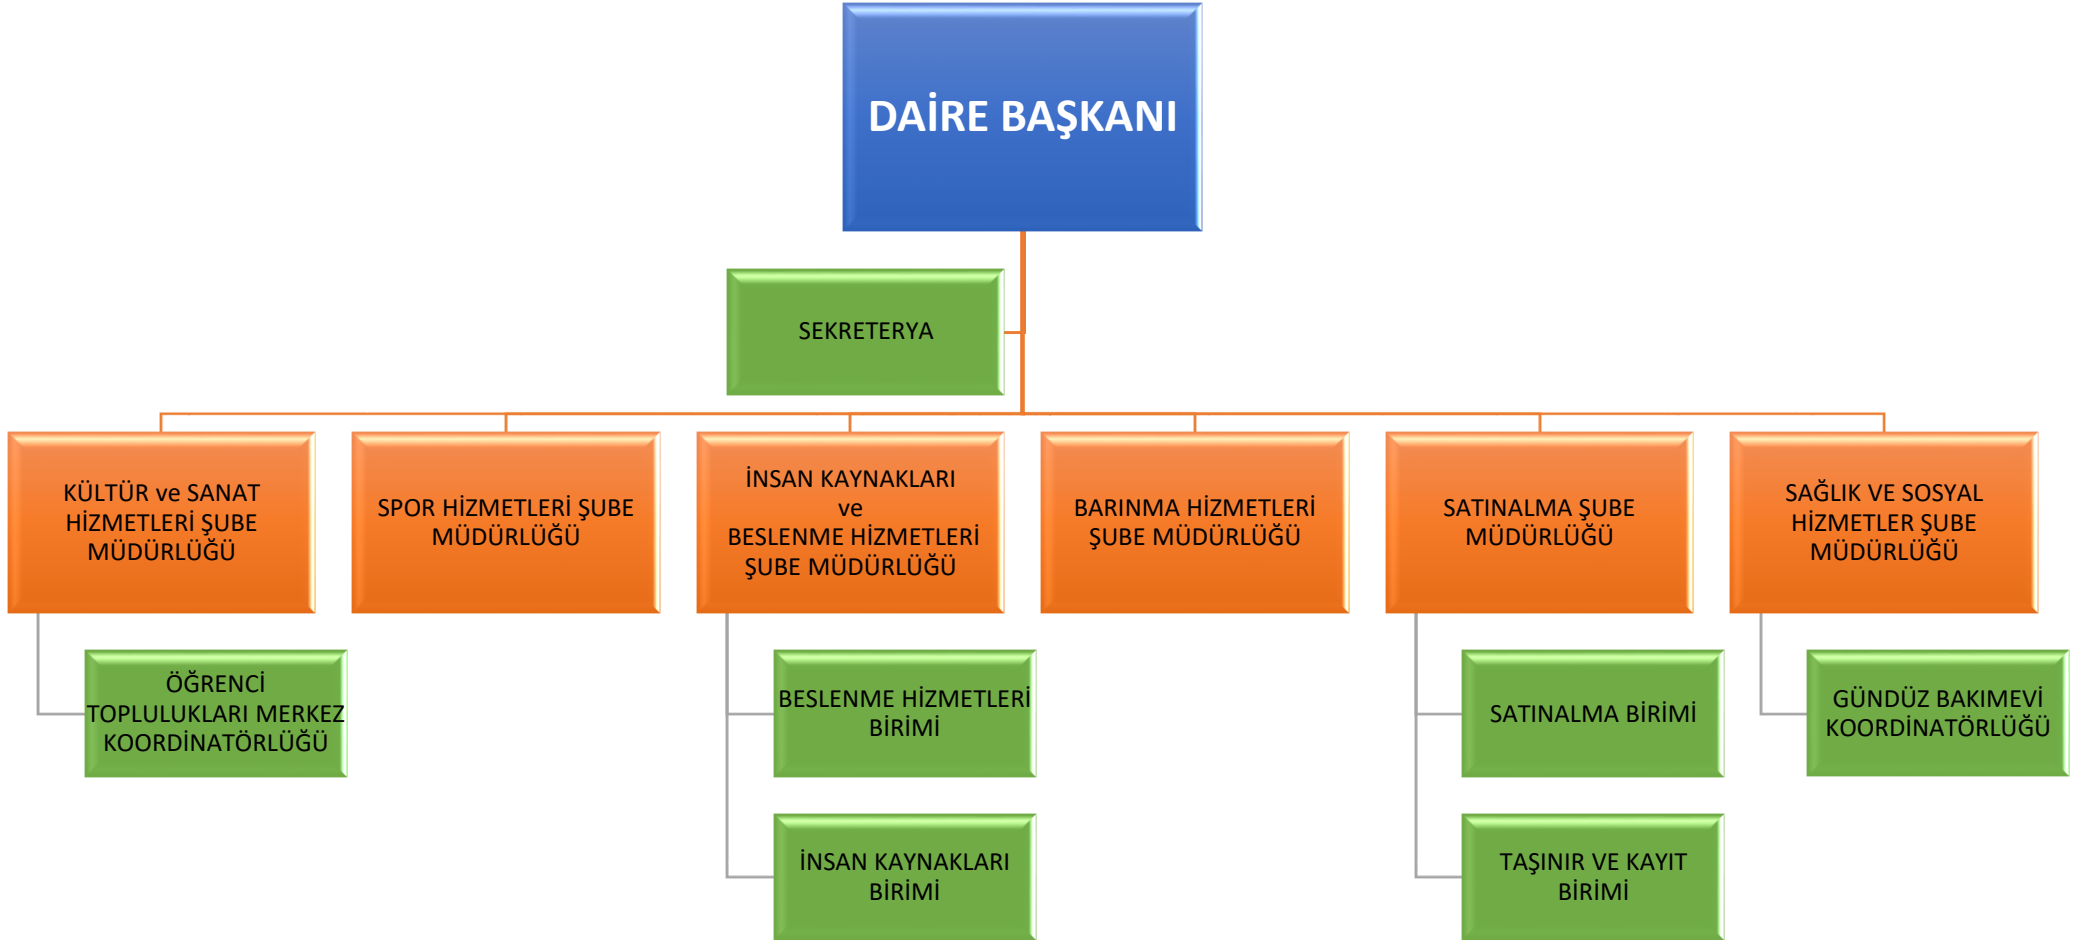 DAİRE BAŞKANI
SEKRETERYA
KÜLTÜR ve SANAT
HİZMETLERİ ŞUBE
MÜDÜRLÜĞÜ
SPOR HİZMETLERİ ŞUBE
MÜDÜRLÜĞÜ
İNSAN KAYNAKLARI
ve
BESLENME HİZMETLERİ
ŞUBE MÜDÜRLÜĞÜ
BARINMA HİZMETLERİ
ŞUBE MÜDÜRLÜĞÜ
SATINALMA ŞUBE
MÜDÜRLÜĞÜ
SAĞLIK VE SOSYAL
HİZMETLER ŞUBE
MÜDÜRLÜĞÜ
ÖĞRENCİ
TOPLULUKLARI MERKEZ
KOORDİNATÖRLÜĞÜ
BESLENME HİZMETLERİ
BİRİMİ
SATINALMA BİRİMİ
GÜNDÜZ BAKIMEVİ
KOORDİNATÖRLÜĞÜ
İNSAN KAYNAKLARI
BİRİMİ
TAŞINIR VE KAYIT
BİRİMİ